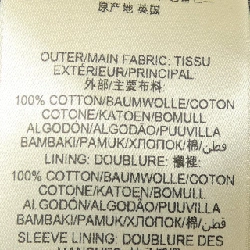 原产地 英国
OUTER/MAIN FABRIC: TISSU
EXTÉRIEUR/PRINCIPAL
外部/主要布料
100% COTTON/BAUMWOLLE/COTON
COTONE/KATOEN/BOMULL
ALGODÓN/ALGODÃO/PUUVILLA
BAMBAKI/PAMUK/ХЛОПОК/棉/قطن
LINING: DOUBLURE: 襯裡:
100% COTTON/BAUMWOLLE/COTON
COTONE/KATOEN/BOMULL
ALGODÓN/ALGODÃO/PUUVILLA
BAMBAKI/PAMUK/ХЛОПОК/棉/قطن
SLEEVE LINING: DOUBLURE DES